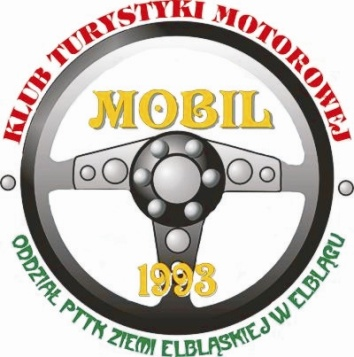 KLUB TURYSTYKI MOTOROWEJ
MOBIL
1993
ODDZIAŁ PTTK ZIEMI ELBLĄSKIEJ W ELBLĄGU